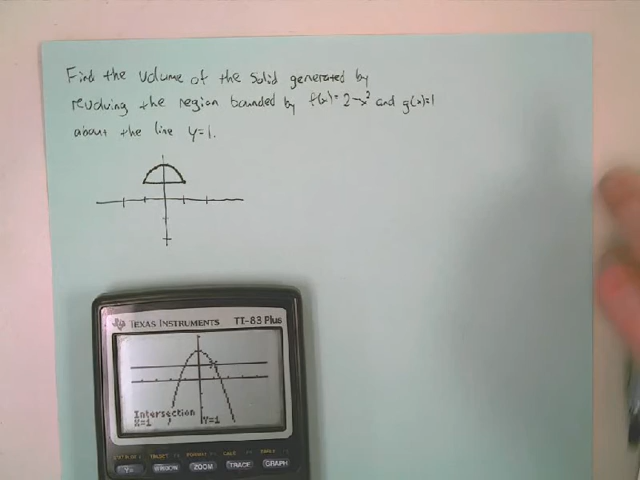 Find the volume of the solid generated by
revolving the region bounded by f(x)=2-x² and g(x)=1
about the line y=1.
TEXAS INSTRUMENTS TI-83 Plus
Intersection
X=1 Y=1
Y= WINDOW ZOOM TRACE GRAPH